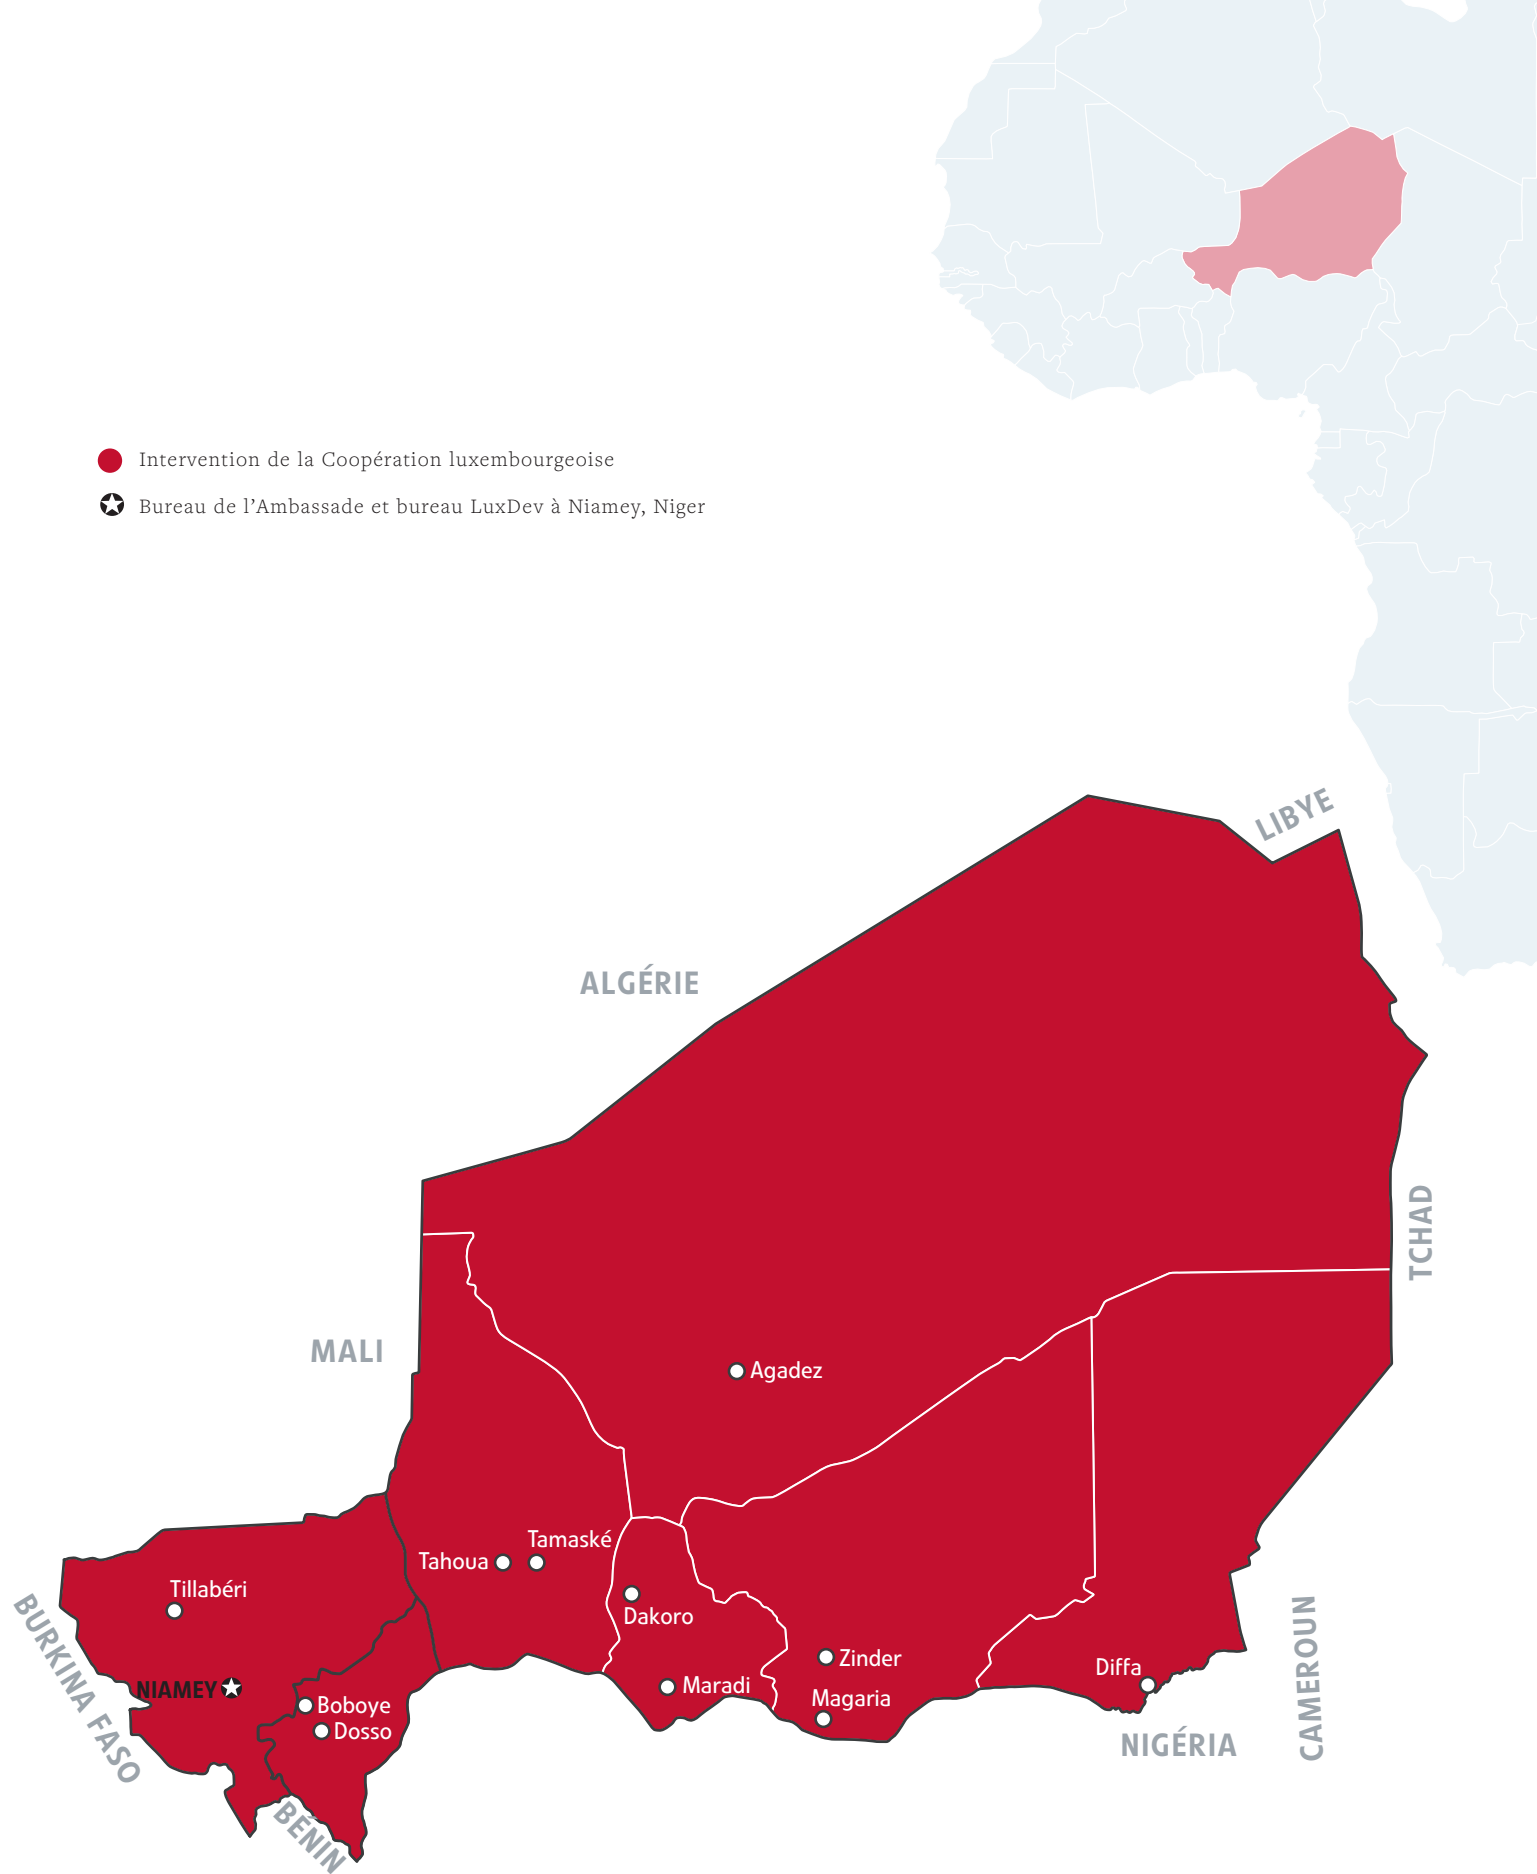 Intervention de la Coopération luxembourgeoise
Bureau de l'Ambassade et bureau LuxDev à Niamey, Niger
LIBYE
ALGÉRIE
TCHAD
MALI
Agadez
Tamaské
Tahoua
Tillabéri
Dakoro
BURKINA FASO
CAMEROUN
Zinder
Diffa
Maradi
NIAMEY
Magaria
Boboye
Dosso
NIGÉRIA
BÉNIN